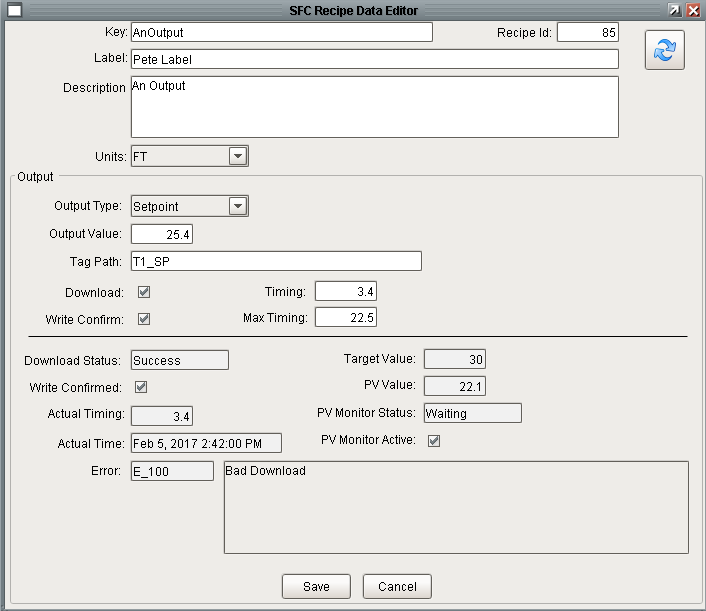 SFC Recipe Data Editor
Key: AnOutput Recipe Id: 85
Label: Pete Label
Description An Output
Units: FT
Output
Output Type: Setpoint
Output Value: 25.4
Tag Path: T1_SP
Download: Timing: 3.4
Write Confirm: Max Timing: 22.5
Download Status: Success Target Value: 30
Write Confirmed: PV Value: 22.1
Actual Timing: 3.4 PV Monitor Status: Waiting
Actual Time: Feb 5, 2017 2:42:00 PM PV Monitor Active:
Error: E_100 Bad Download
Save Cancel